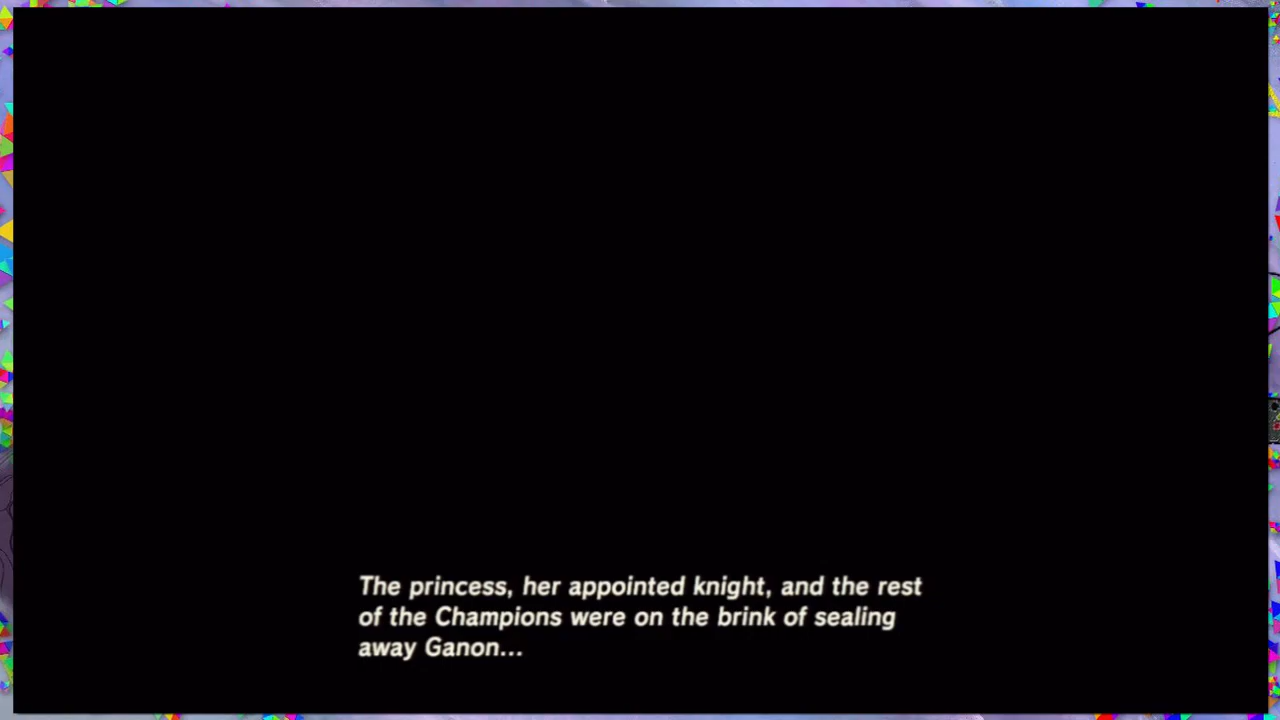 The princess, her appointed knight, and the rest
of the Champions were on the brink of sealing
away Ganon...